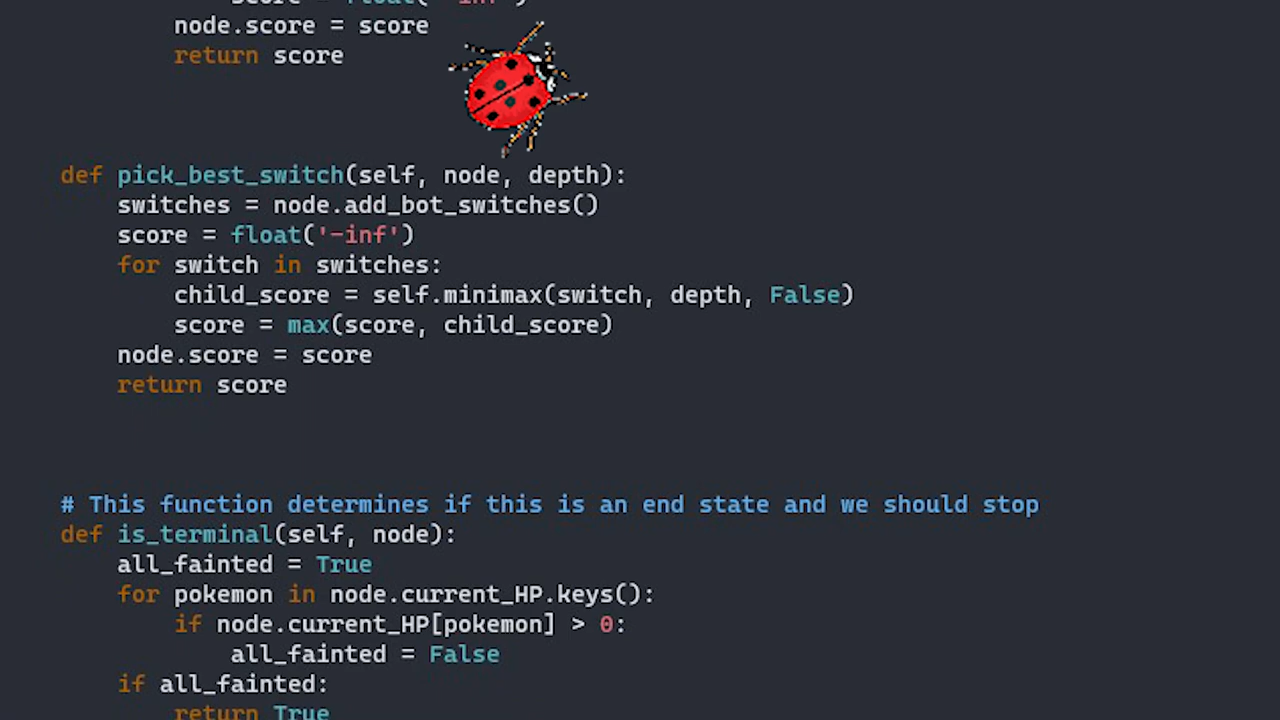 score = float('-inf')
node.score = score
return score
def pick_best_switch(self, node, depth):
switches = node.add_bot_switches()
score = float('-inf')
for switch in switches:
child_score = self.minimax(switch, depth, False)
score = max(score, child_score)
node.score = score
return score
# This function determines if this is an end state and we should stop
def is_terminal(self, node):
all_fainted = True
for pokemon in node.current_HP.keys():
if node.current_HP[pokemon] > 0:
all_fainted = False
if all_fainted:
return True